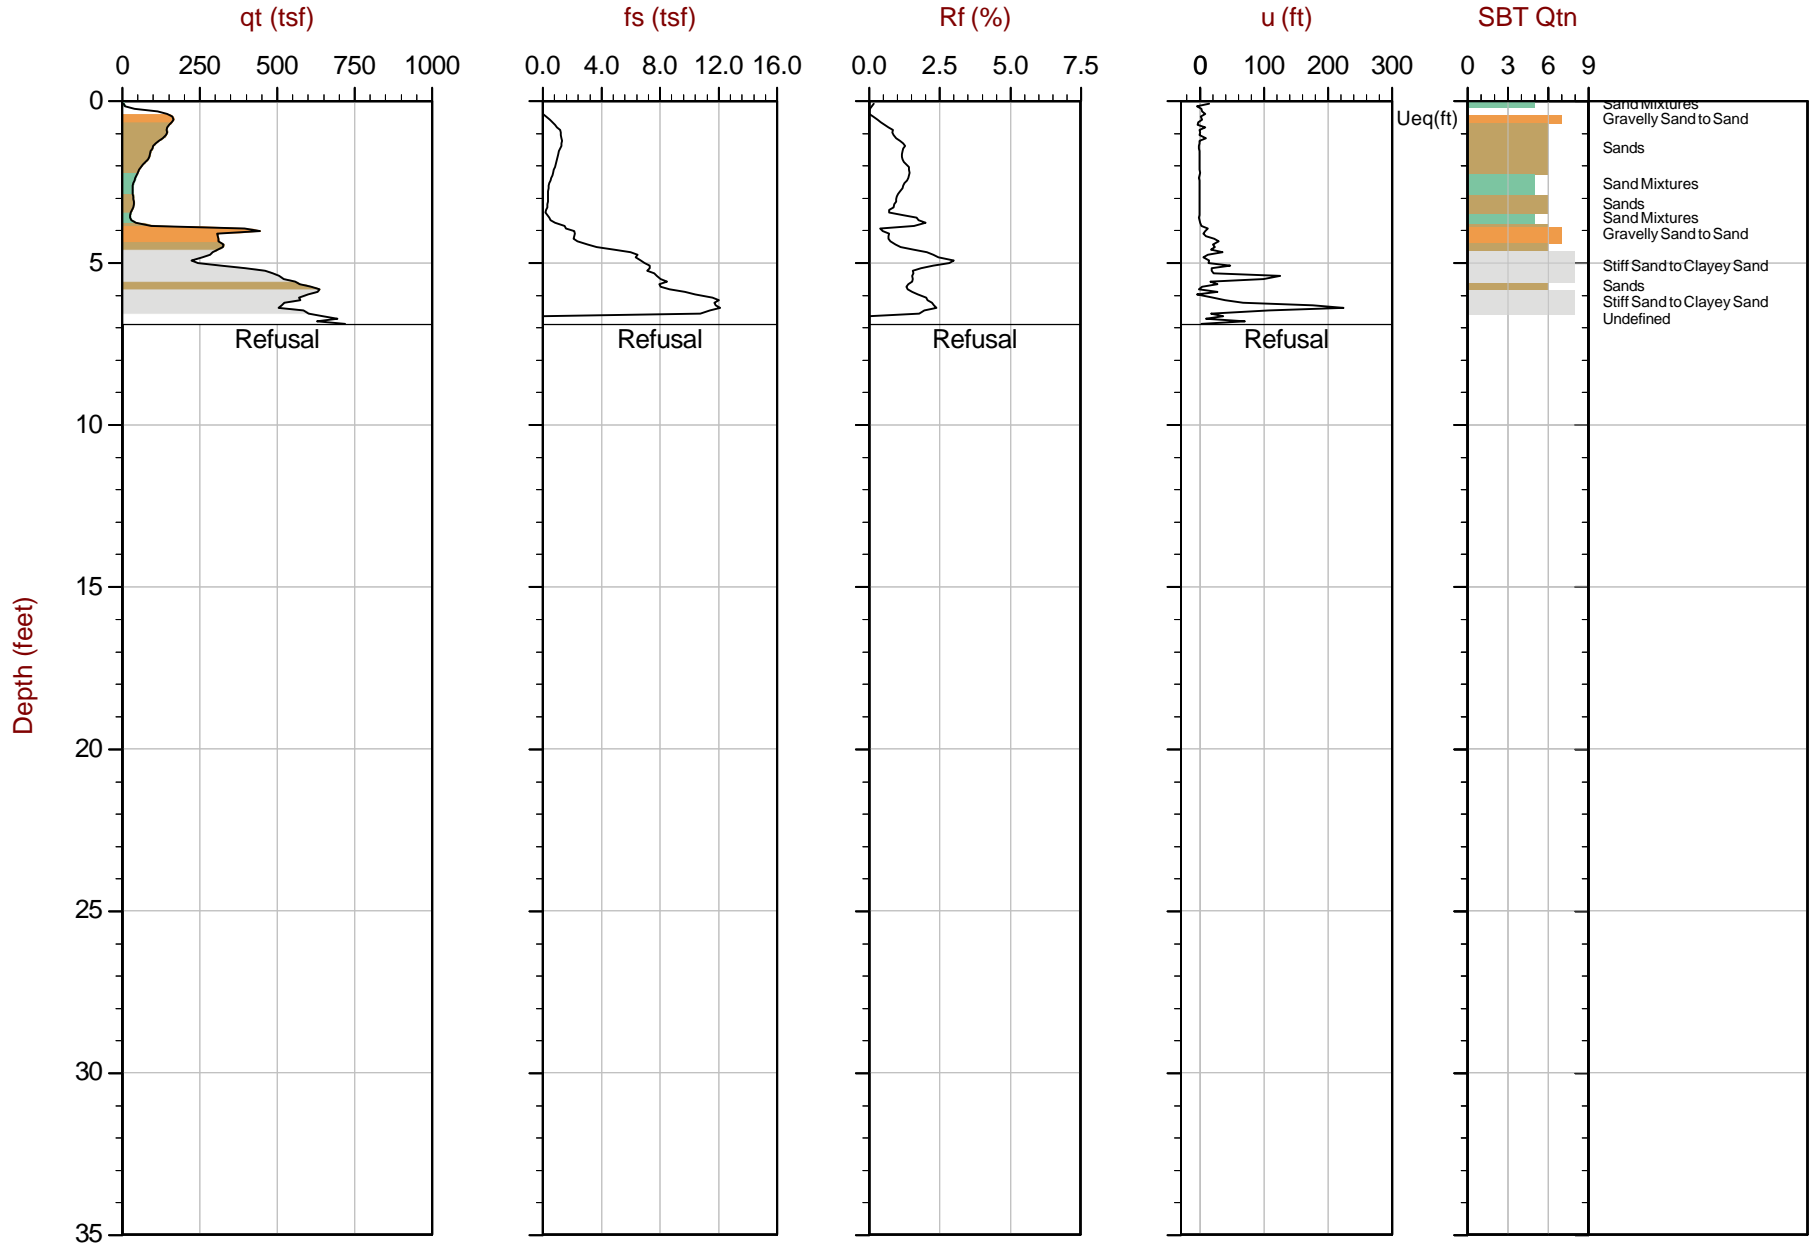 qt (tsf) fs (tsf) Rf (%) u (ft) SBT Qtn
0 250 500 750 1000 0.0 4.0 8.0 12.0 16.0 0.0 2.5 5.0 7.5 0 100 200 300 0 3 6 9
0
Ueq(ft)
Sand Mixtures
Gravelly Sand to Sand
Sands
Sand Mixtures
Sands
Sand Mixtures
Gravelly Sand to Sand
5
Stiff Sand to Clayey Sand
Sands
Stiff Sand to Clayey Sand
Undefined
Refusal Refusal Refusal Refusal
10
15
Depth (feet)
20
25
30
35